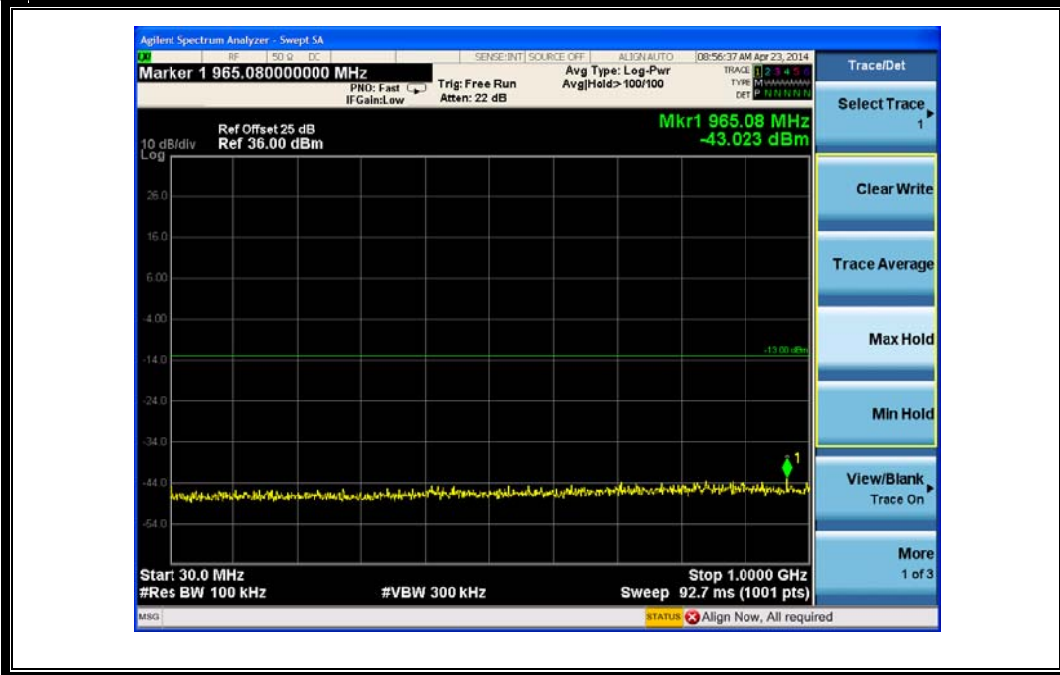 Agilent Spectrum Analyzer - Swept SA
RF 50 Ω DC SENSE:INT SOURCE OFF ALIGN AUTO 08:56:37 AM Apr 23, 2014
Marker 1 965.080000000 MHz
PNO: Fast
IFGain:Low
Trig: Free Run
Atten: 22 dB
Avg Type: Log-Pwr
Avg|Hold:>100/100
TRACE 1 2 3 4 5 6
TYPE M WWWWW
DET P N N N N N
Mkr1 965.08 MHz
-43.023 dBm
Ref Offset 25 dB
10 dB/div Ref 36.00 dBm
Log
26.0
16.0
6.00
-4.00
-13.00 dBm
-14.0
-24.0
-34.0
1
-44.0
-54.0
Start 30.0 MHz Stop 1.0000 GHz
#Res BW 100 kHz #VBW 300 kHz Sweep 92.7 ms (1001 pts)
MSG STATUS Align Now, All required
Trace/Det
Select Trace
1
Clear Write
Trace Average
Max Hold
Min Hold
View/Blank
Trace On
More
1 of 3